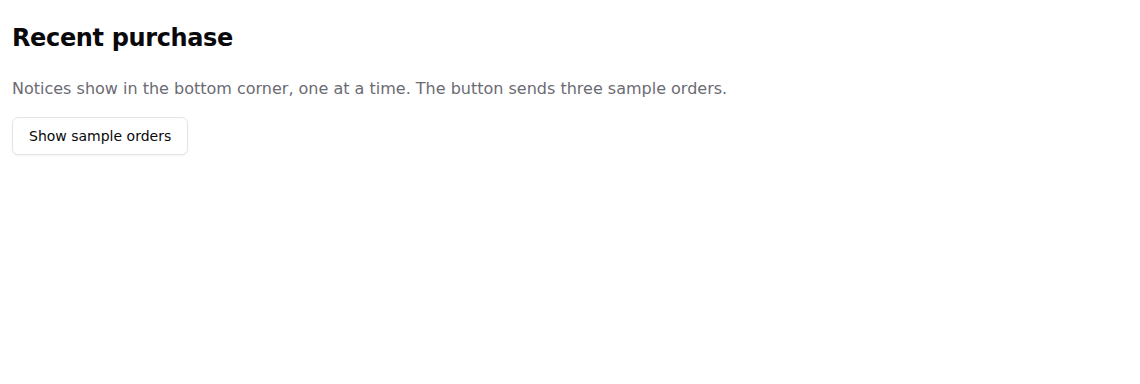 Recent purchase
Notices show in the bottom corner, one at a time. The button sends three sample orders.
Show sample orders